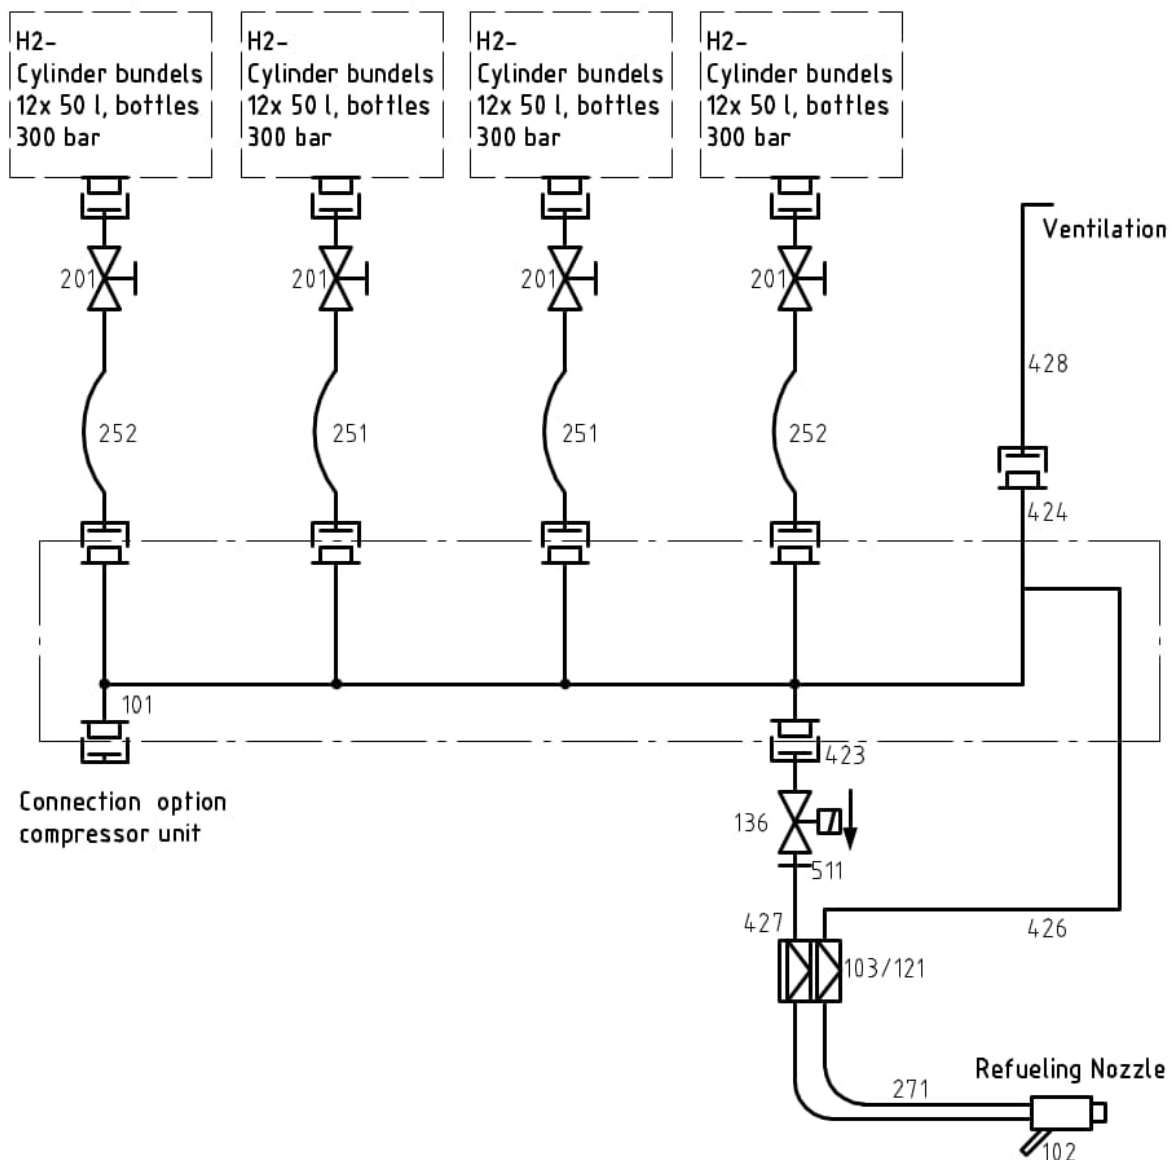 H2-
Cylinder bundels
12x 50 l, bottles
300 bar
H2-
Cylinder bundels
12x 50 l, bottles
300 bar
H2-
Cylinder bundels
12x 50 l, bottles
300 bar
H2-
Cylinder bundels
12x 50 l, bottles
300 bar
Ventilation
201
201
201
201
428
252
251
251
252
424
101
423
Connection option
compressor unit
136
511
427
426
103/121
Refueling Nozzle
271
102